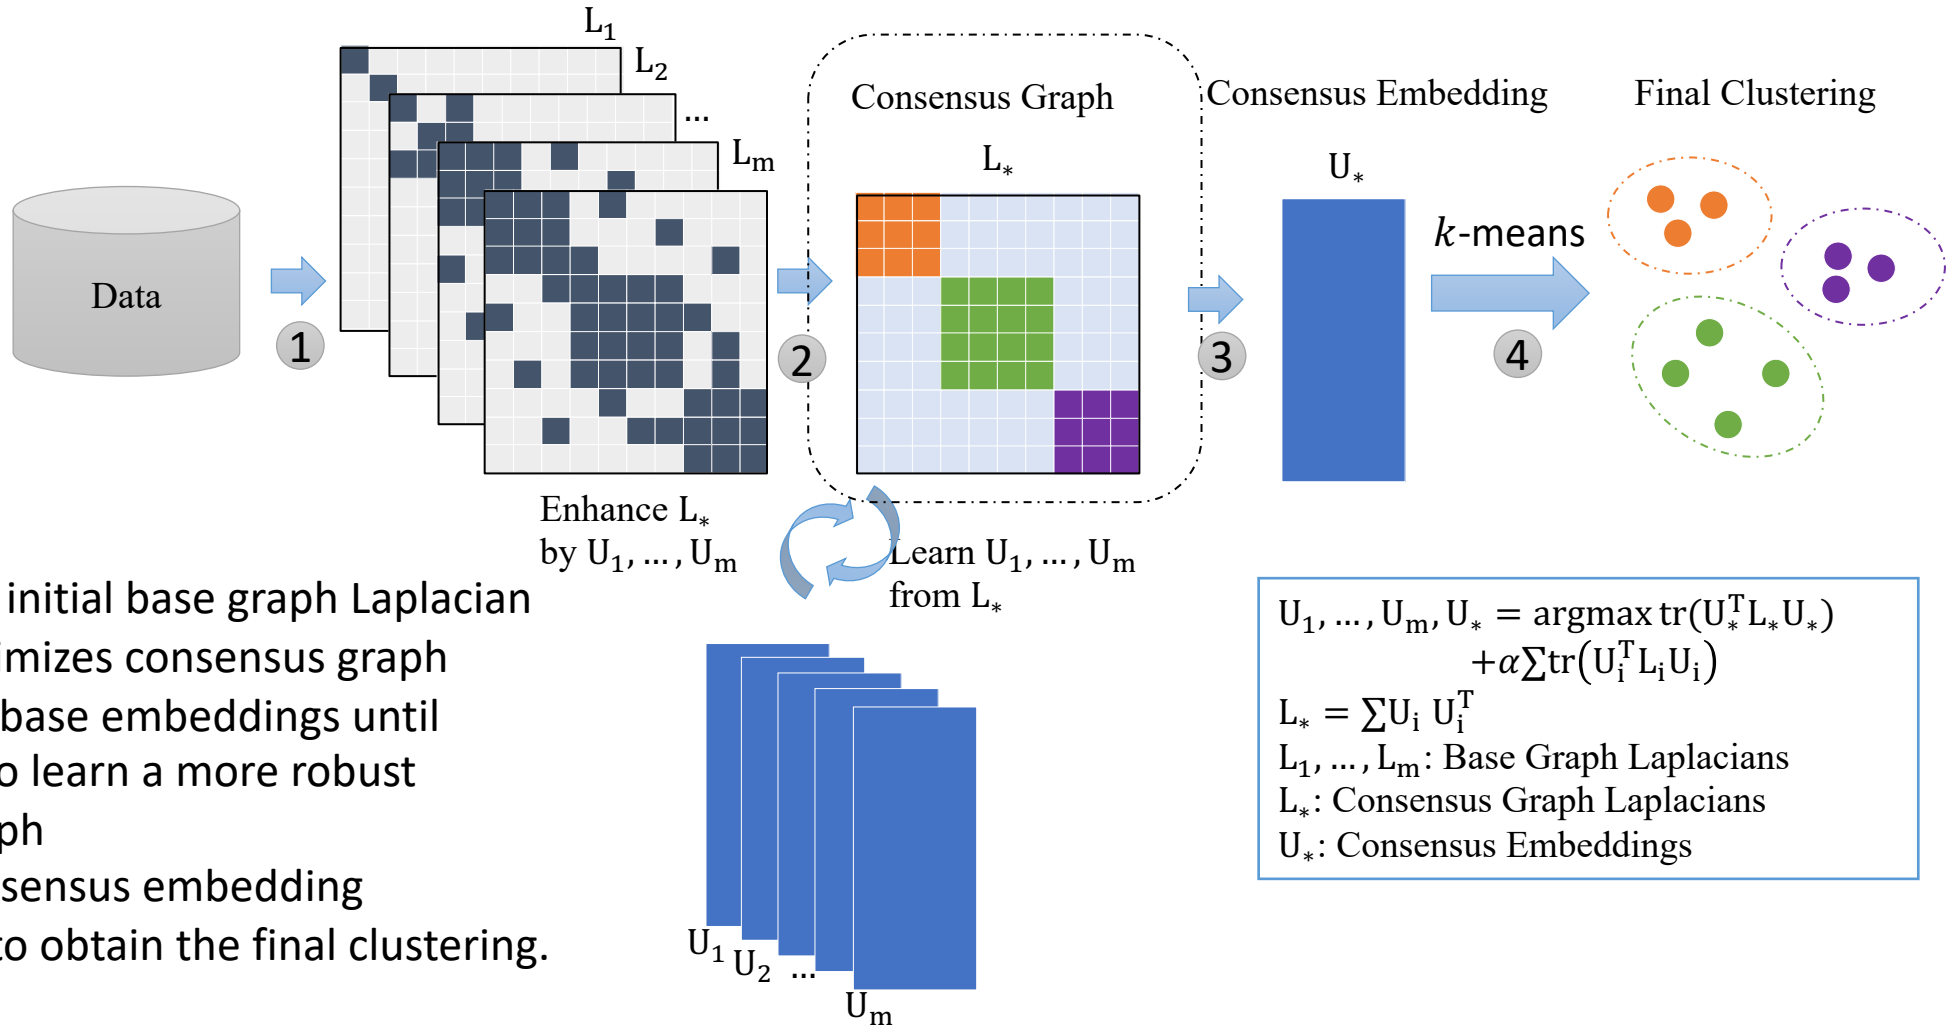 L₁
L₂
...
Lₘ
Data
1
2
Consensus Graph
L*
Consensus Embedding
U*
Final Clustering
k-means
3
4
Enhance L*
by U₁, ..., Uₘ
Learn U₁, ..., Uₘ
from L*
initial base graph Laplacian
imizes consensus graph
base embeddings until
o learn a more robust
ph
sensus embedding
to obtain the final clustering.
U₁
U₂
...
Uₘ
U₁, ..., Uₘ, U* = argmax tr(U*ᵀL*U*)
+α∑tr(UᵢᵀLᵢUᵢ)
L* = ∑Uᵢ Uᵢᵀ
L₁, ..., Lₘ: Base Graph Laplacians
L*: Consensus Graph Laplacians
U*: Consensus Embeddings